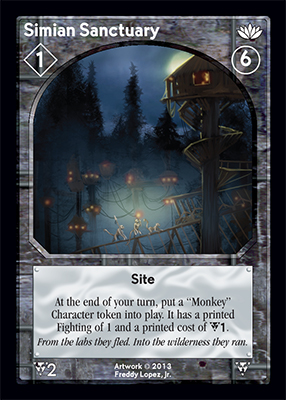 Simian Sanctuary
1
6
Site
At the end of your turn, put a “Monkey”
Character token into play. It has a printed
Fighting of 1 and a printed cost of 1.
From the labs they fled. Into the wilderness they ran.
2
Artwork © 2013
Freddy Lopez, Jr.